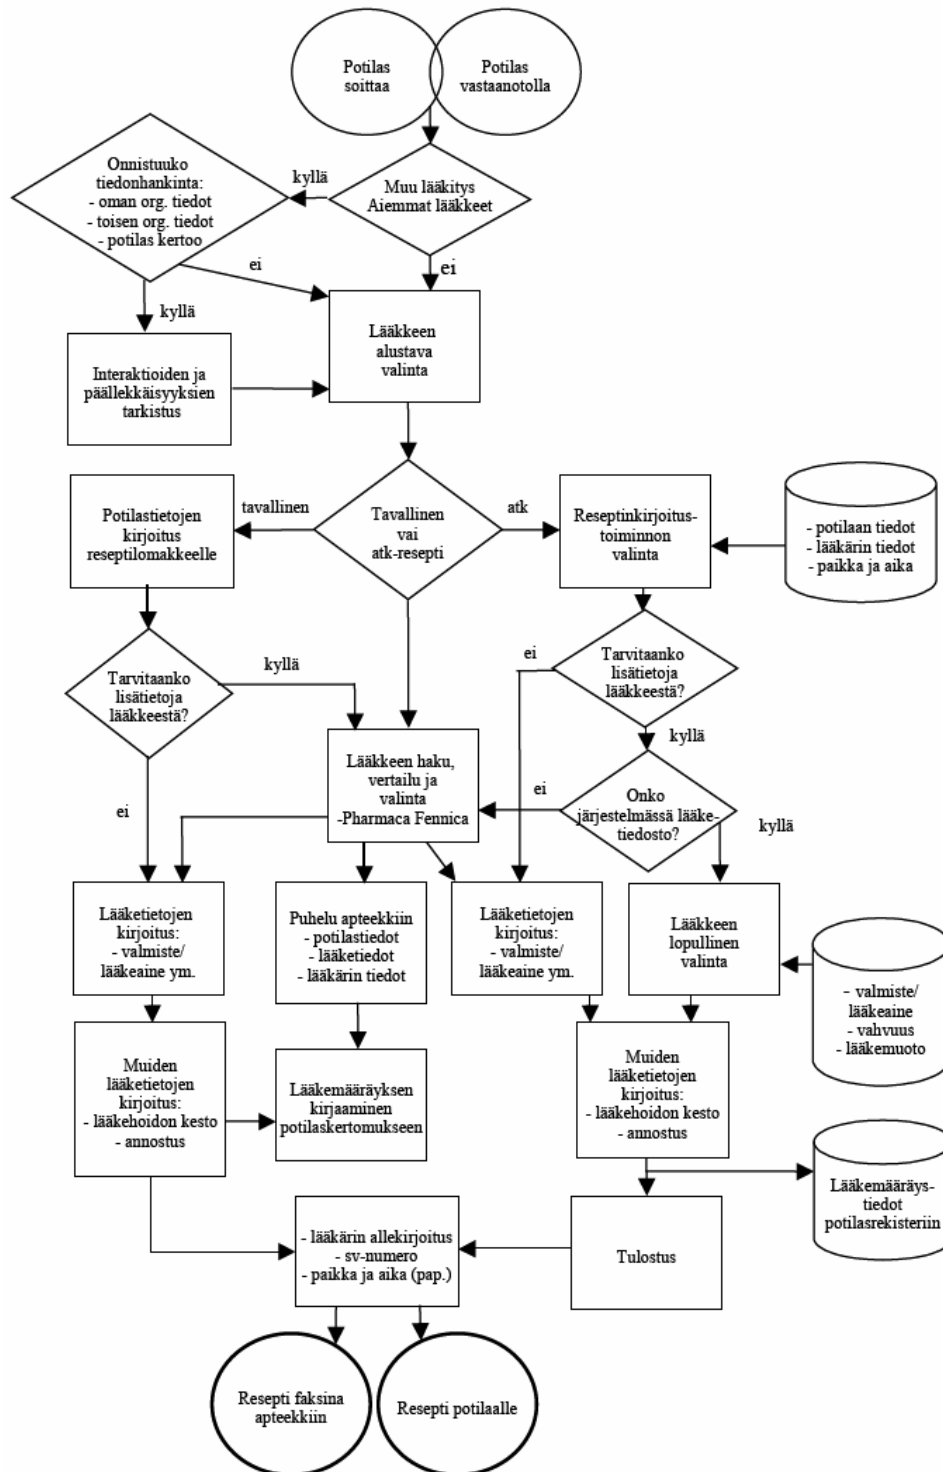 Potilas
soittaa
Potilas
vastaanotolla
Onnistuuko
tiedonhankinta:
- oman org. tiedot
- toisen org. tiedot
- potilas kertoo
kyllä
Muu lääkitys
Aiemmat lääkkeet
ei
ei
kyllä
Lääkkeen
alustava
valinta
Interaktioiden ja
päällekkäisyyksien
tarkistus
Potilastietojen
kirjoitus
reseptilomakkeelle
tavallinen
Tavallinen
vai
atk-resepti
atk
Reseptinkirjoitus-
toiminnon
valinta
- potilaan tiedot
- lääkärin tiedot
- paikka ja aika
Tarvitaanko
lisätietoja
lääkkeestä?
kyllä
ei
Tarvitaanko
lisätietoja
lääkkeestä?
kyllä
Lääkkeen haku,
vertailu ja
valinta
-Pharmaca Fennica
ei
ei
Onko
järjestelmässä lääke-
tiedosto?
kyllä
Lääketietojen
kirjoitus:
- valmiste/
lääkeaine ym.
Puhelu apteekkiin
- potilastiedot
- lääketiedot
- lääkärin tiedot
Lääketietojen
kirjoitus:
- valmiste/
lääkeaine ym.
Lääkkeen
lopullinen
valinta
- valmiste/
lääkeaine
- vahvuus
- lääkemuoto
Muiden
lääketietojen
kirjoitus:
- lääkehoidon kesto
- annostus
Lääkemääräyksen
kirjaaminen
potilaskertomukseen
Muiden
lääketietojen
kirjoitus:
- lääkehoidon kesto
- annostus
Lääkemääräys-
tiedot
potilasrekisteriin
- lääkärin allekirjoitus
- sv-numero
- paikka ja aika (pap.)
Tulostus
Resepti faksina
apteekkiin
Resepti potilaalle